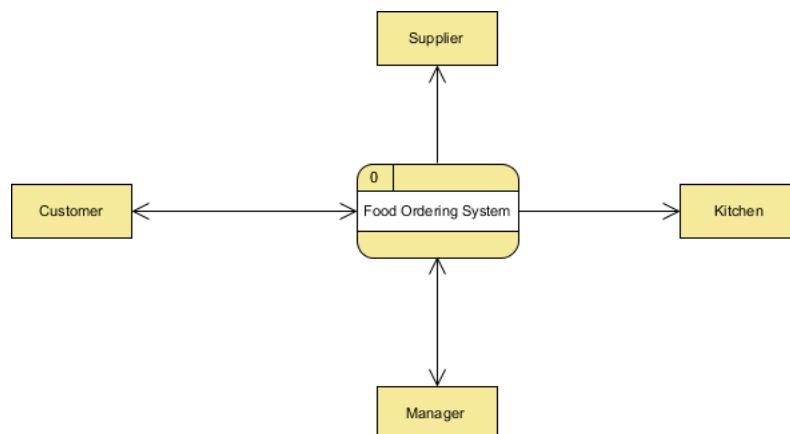 Supplier
0
Customer
Food Ordering System
Kitchen
Manager